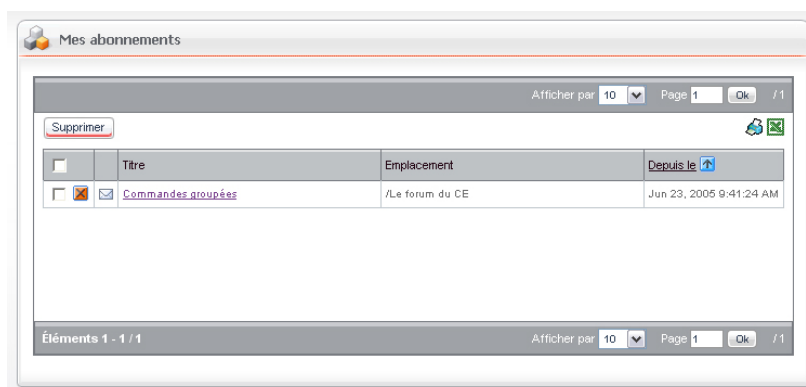 Mes abonnements
Afficher par 10 Page 1 Ok /1
Supprimer
Titre Emplacement Depuis le
Commandes groupées /Le forum du CE Jun 23, 2005 9:41:24 AM
Éléments 1 - 1 / 1 Afficher par 10 Page 1 Ok /1